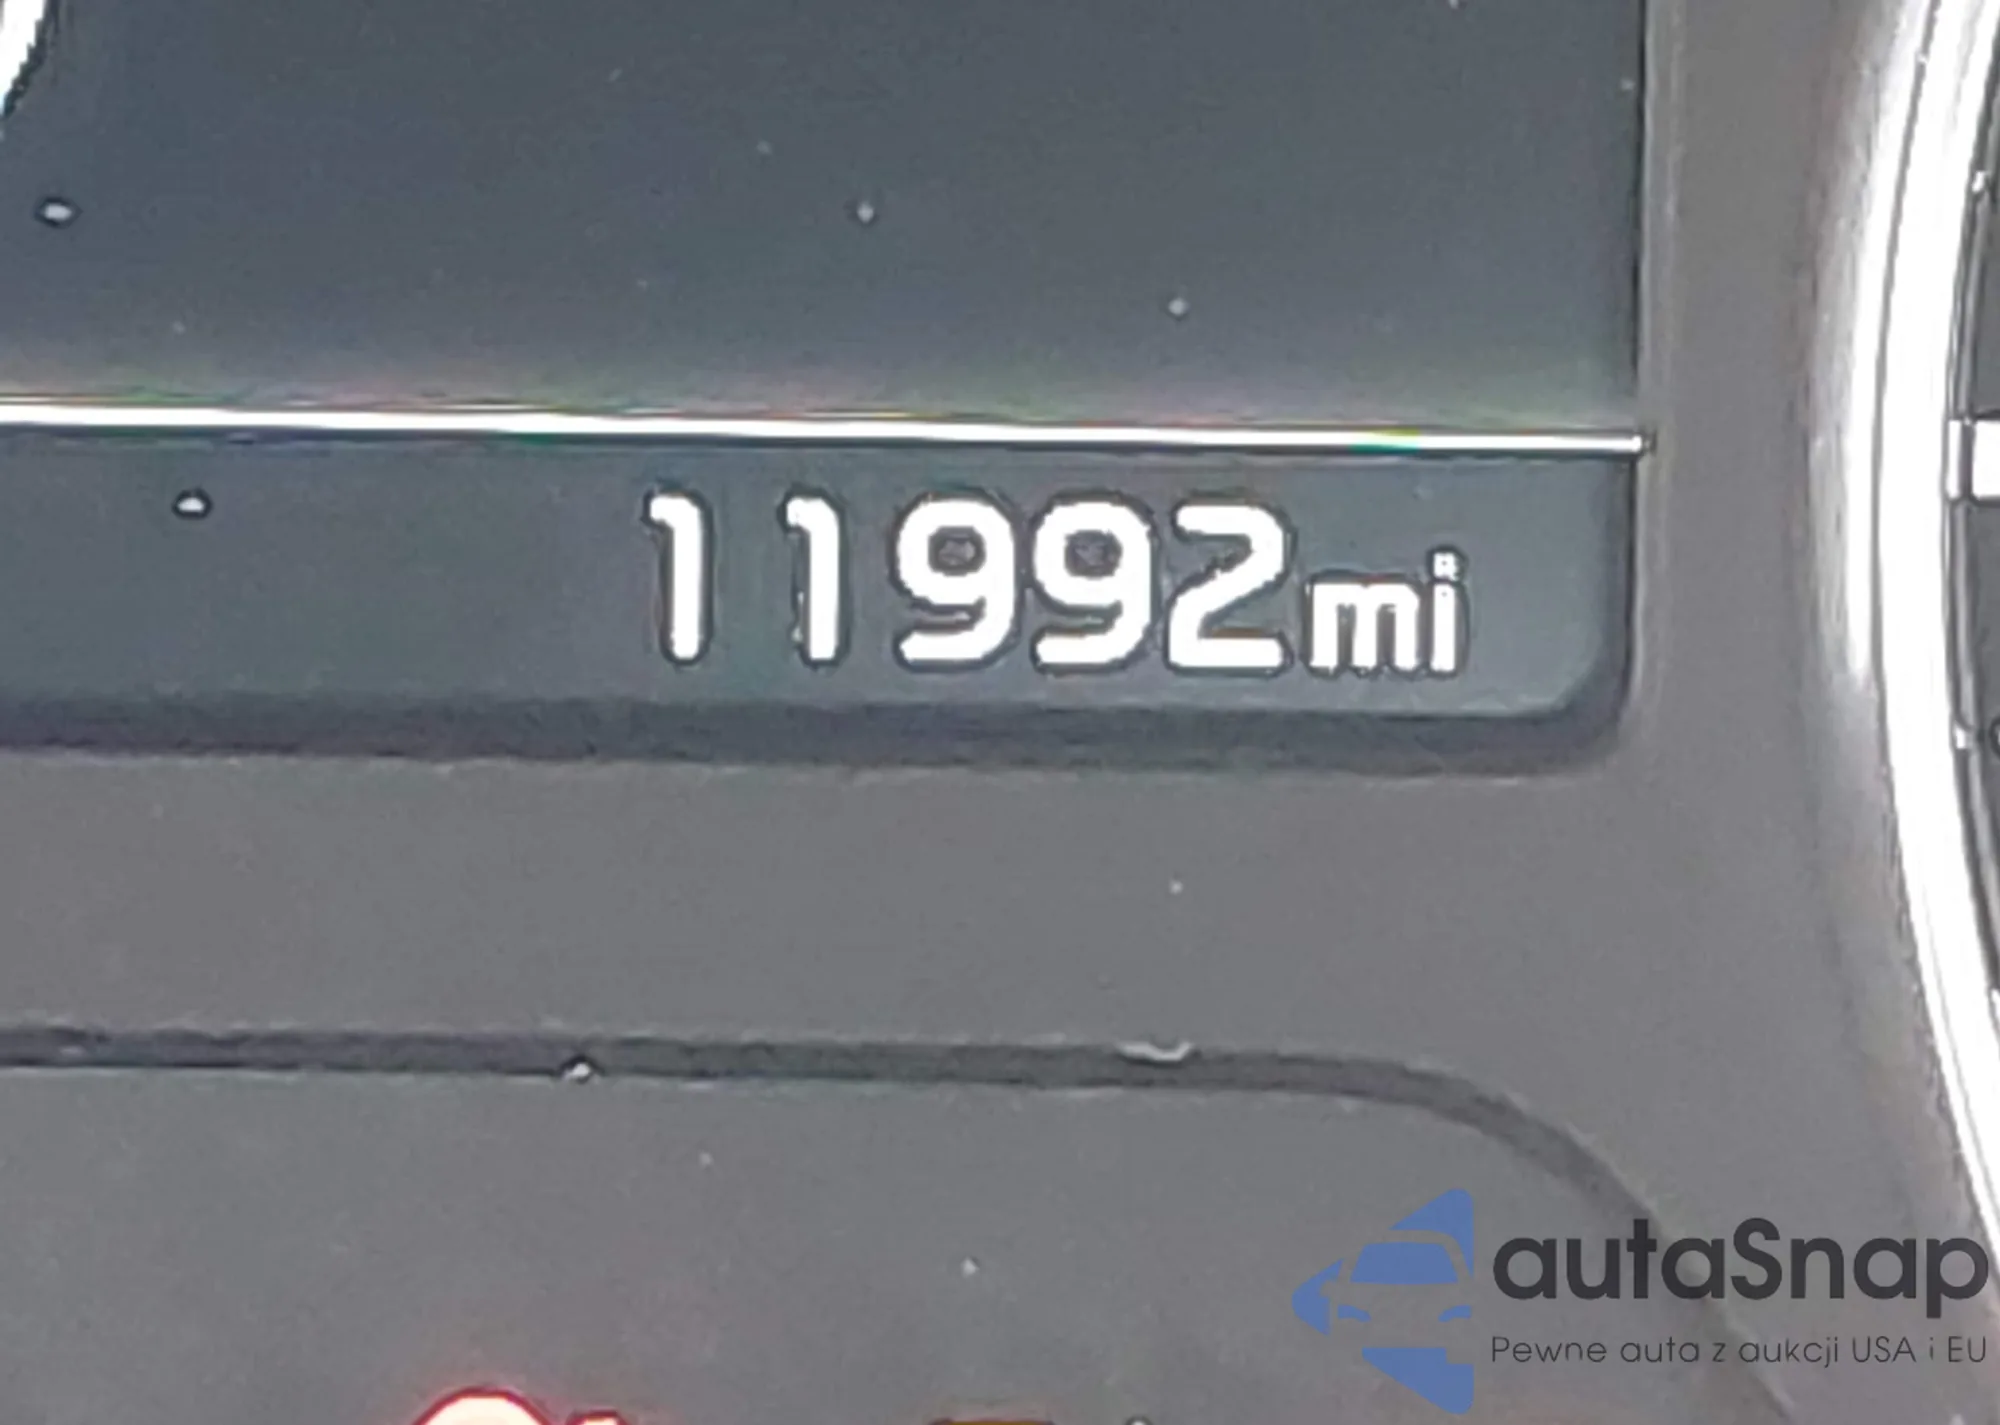 11992mi
autaSnap
Pewne auta z aukcji USA i EU